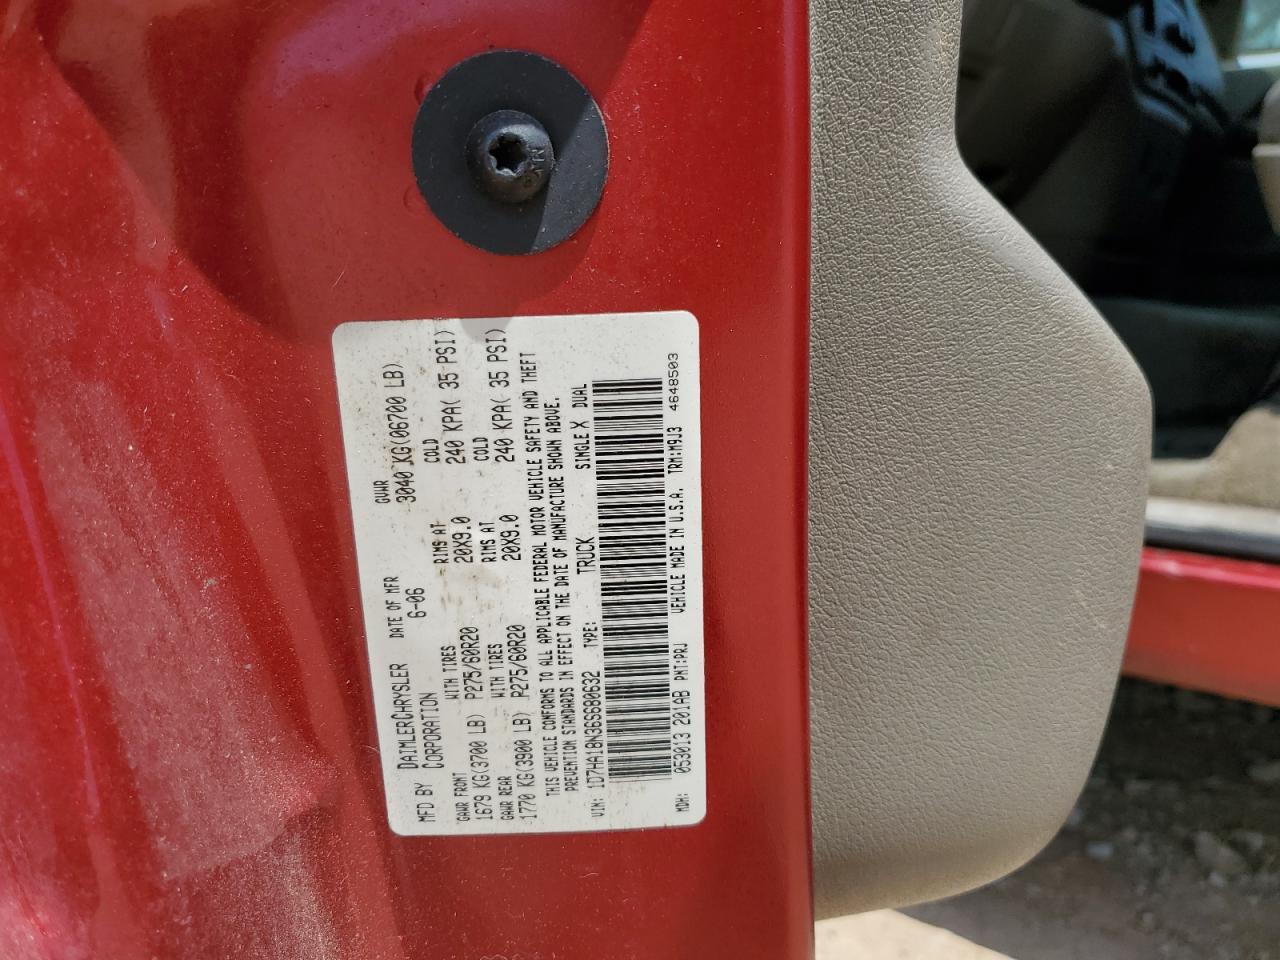 MFD BY DAIMLERCHRYSLER CORPORATION DATE OF MFR 6-06 GVWR 3040 KG(06700 LB)
GAWR FRONT WITH TIRES RIMS AT COLD
1679 KG(3700 LB) P275/60R20 20X9.0 240 KPA( 35 PSI)
GAWR REAR WITH TIRES RIMS AT COLD
1770 KG(3900 LB) P275/60R20 20X9.0 240 KPA( 35 PSI)
THIS VEHICLE CONFORMS TO ALL APPLICABLE FEDERAL MOTOR VEHICLE SAFETY AND THEFT
PREVENTION STANDARDS IN EFFECT ON THE DATE OF MANUFACTURE SHOWN ABOVE.
VIN: 1D7HA18N36S680632 TYPE: TRUCK SINGLE X DUAL
MDH: 053013 201AB PNT:PRJ VEHICLE MADE IN U.S.A. TRM:M9J3 4648503